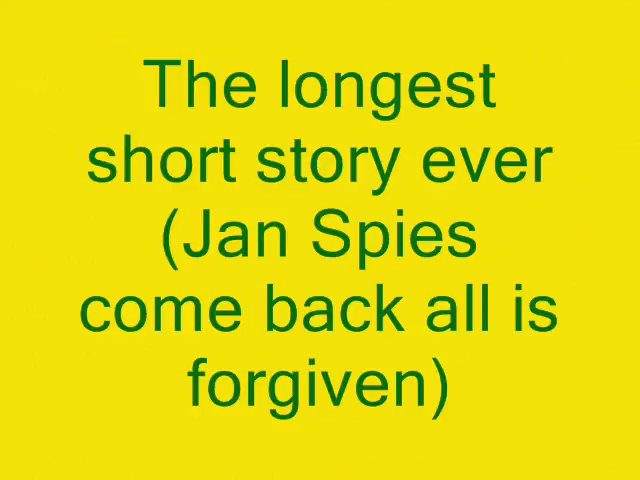 The longest
short story ever
(Jan Spies
come back all is
forgiven)